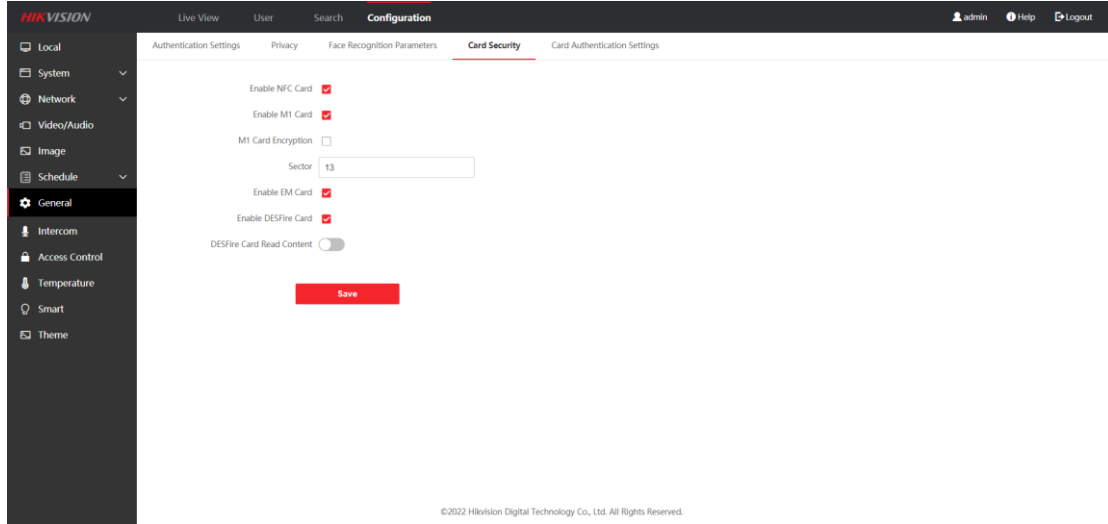 HIKVISION
Live View User Search Configuration admin Help Logout
Local
System
Network
Video/Audio
Image
Schedule
General
Intercom
Access Control
Temperature
Smart
Theme
Authentication Settings Privacy Face Recognition Parameters Card Security Card Authentication Settings
Enable NFC Card
Enable M1 Card
M1 Card Encryption
Sector 13
Enable EM Card
Enable DESFire Card
DESFire Card Read Content
Save
©2022 Hikvision Digital Technology Co., Ltd. All Rights Reserved.